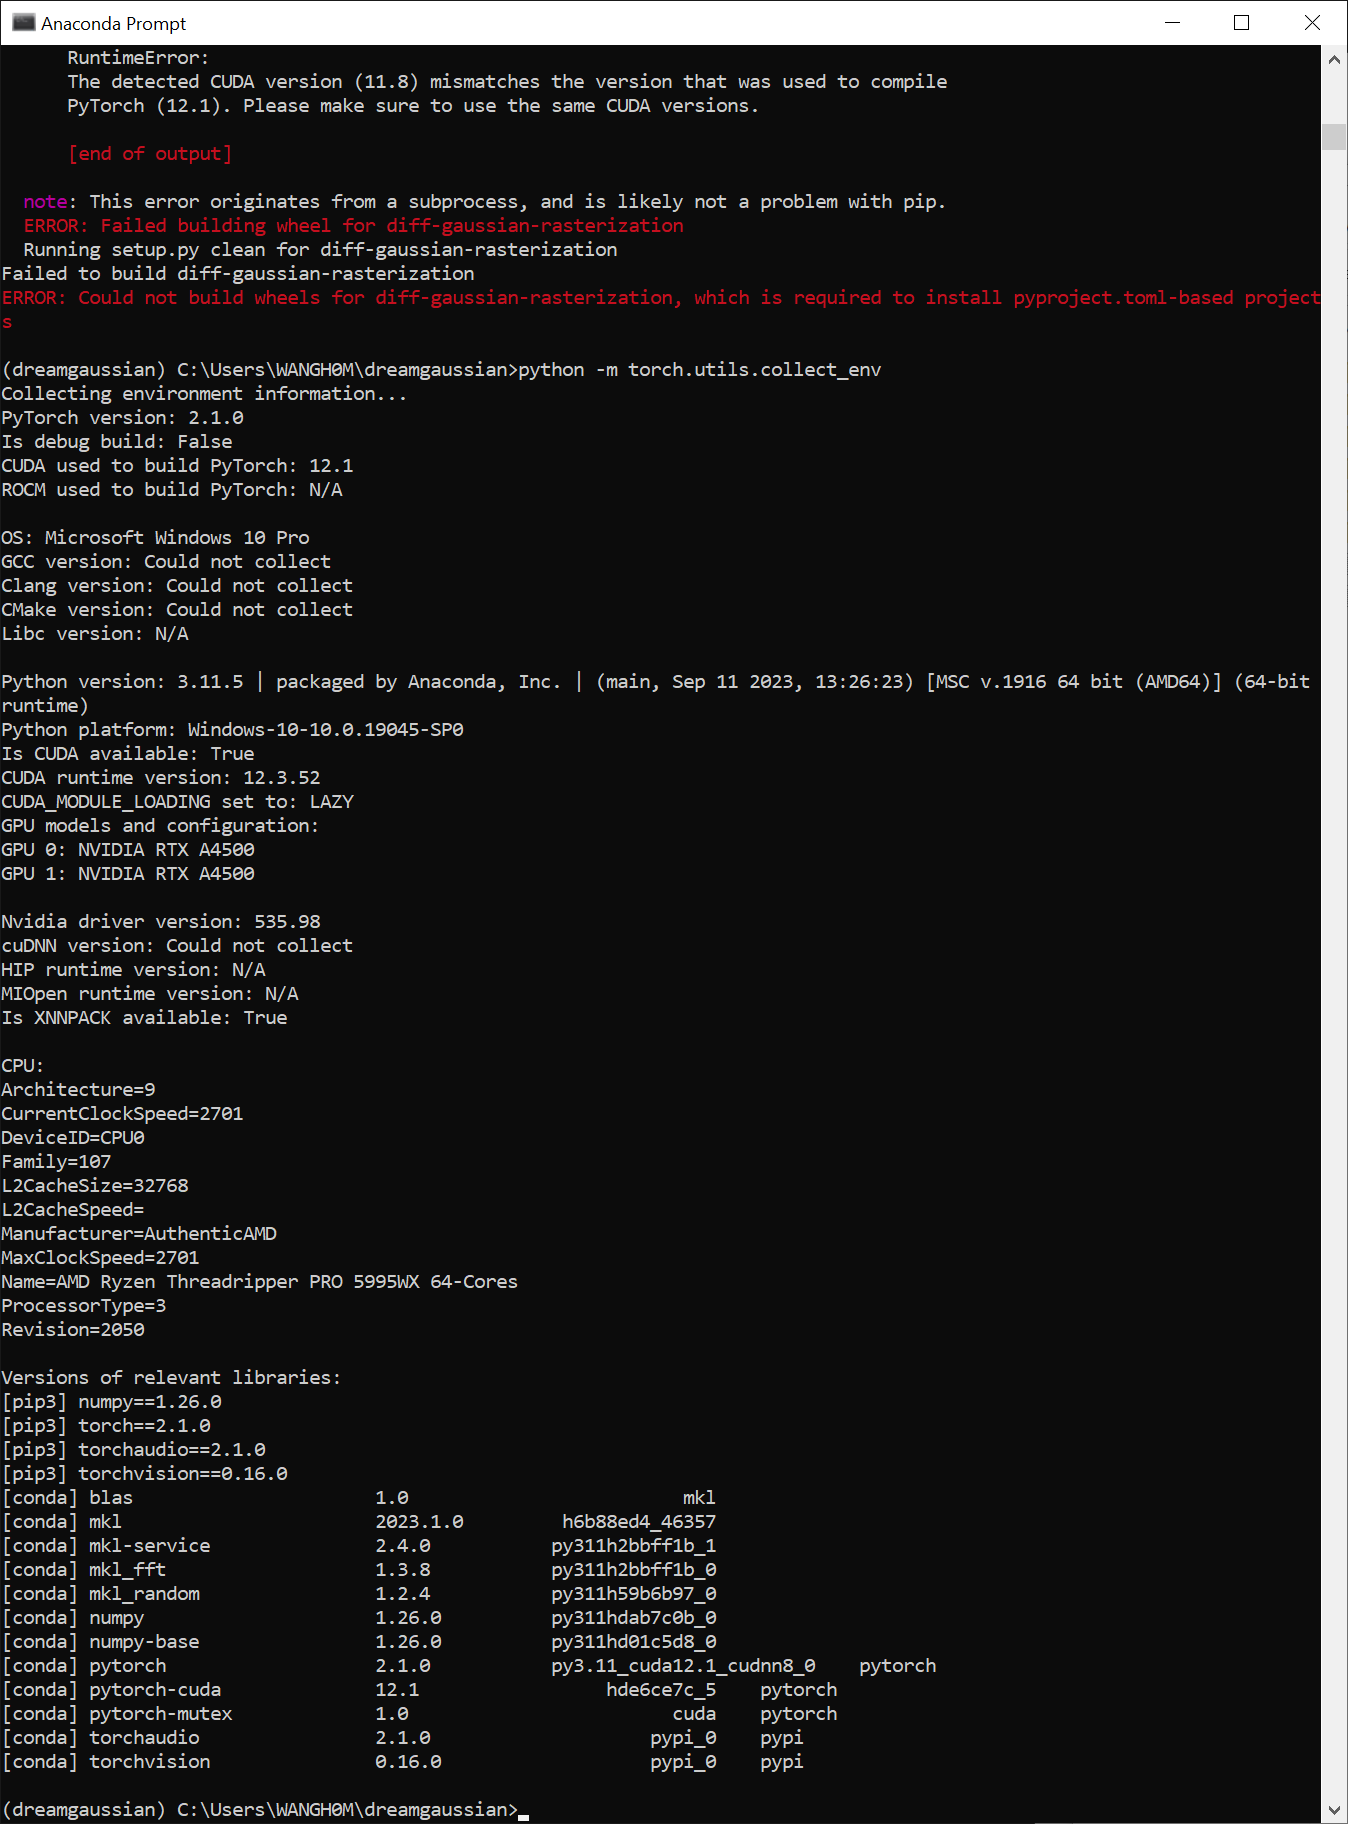 Anaconda Prompt
RuntimeError:
The detected CUDA version (11.8) mismatches the version that was used to compile
PyTorch (12.1). Please make sure to use the same CUDA versions.
[end of output]
note: This error originates from a subprocess, and is likely not a problem with pip.
ERROR: Failed building wheel for diff-gaussian-rasterization
Running setup.py clean for diff-gaussian-rasterization
Failed to build diff-gaussian-rasterization
ERROR: Could not build wheels for diff-gaussian-rasterization, which is required to install pyproject.toml-based project
s
(dreamgaussian) C:\Users\WANGH0M\dreamgaussian>python -m torch.utils.collect_env
Collecting environment information...
PyTorch version: 2.1.0
Is debug build: False
CUDA used to build PyTorch: 12.1
ROCM used to build PyTorch: N/A
OS: Microsoft Windows 10 Pro
GCC version: Could not collect
Clang version: Could not collect
CMake version: Could not collect
Libc version: N/A
Python version: 3.11.5 | packaged by Anaconda, Inc. | (main, Sep 11 2023, 13:26:23) [MSC v.1916 64 bit (AMD64)] (64-bit
runtime)
Python platform: Windows-10-10.0.19045-SP0
Is CUDA available: True
CUDA runtime version: 12.3.52
CUDA_MODULE_LOADING set to: LAZY
GPU models and configuration:
GPU 0: NVIDIA RTX A4500
GPU 1: NVIDIA RTX A4500
Nvidia driver version: 535.98
cuDNN version: Could not collect
HIP runtime version: N/A
MIOpen runtime version: N/A
Is XNNPACK available: True
CPU:
Architecture=9
CurrentClockSpeed=2701
DeviceID=CPU0
Family=107
L2CacheSize=32768
L2CacheSpeed=
Manufacturer=AuthenticAMD
MaxClockSpeed=2701
Name=AMD Ryzen Threadripper PRO 5995WX 64-Cores
ProcessorType=3
Revision=2050
Versions of relevant libraries:
[pip3] numpy==1.26.0
[pip3] torch==2.1.0
[pip3] torchaudio==2.1.0
[pip3] torchvision==0.16.0
[conda] blas 1.0 mkl
[conda] mkl 2023.1.0 h6b88ed4_46357
[conda] mkl-service 2.4.0 py311h2bbff1b_1
[conda] mkl_fft 1.3.8 py311h2bbff1b_0
[conda] mkl_random 1.2.4 py311h59b6b97_0
[conda] numpy 1.26.0 py311hdab7c0b_0
[conda] numpy-base 1.26.0 py311hd01c5d8_0
[conda] pytorch 2.1.0 py3.11_cuda12.1_cudnn8_0 pytorch
[conda] pytorch-cuda 12.1 hde6ce7c_5 pytorch
[conda] pytorch-mutex 1.0 cuda pytorch
[conda] torchaudio 2.1.0 pypi_0 pypi
[conda] torchvision 0.16.0 pypi_0 pypi
(dreamgaussian) C:\Users\WANGH0M\dreamgaussian>